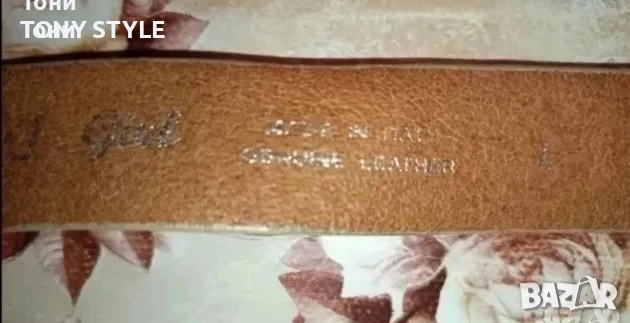 Тони
TONY STYLE
MADE IN ITALY
GENUINE LEATHER
L
BAZAR